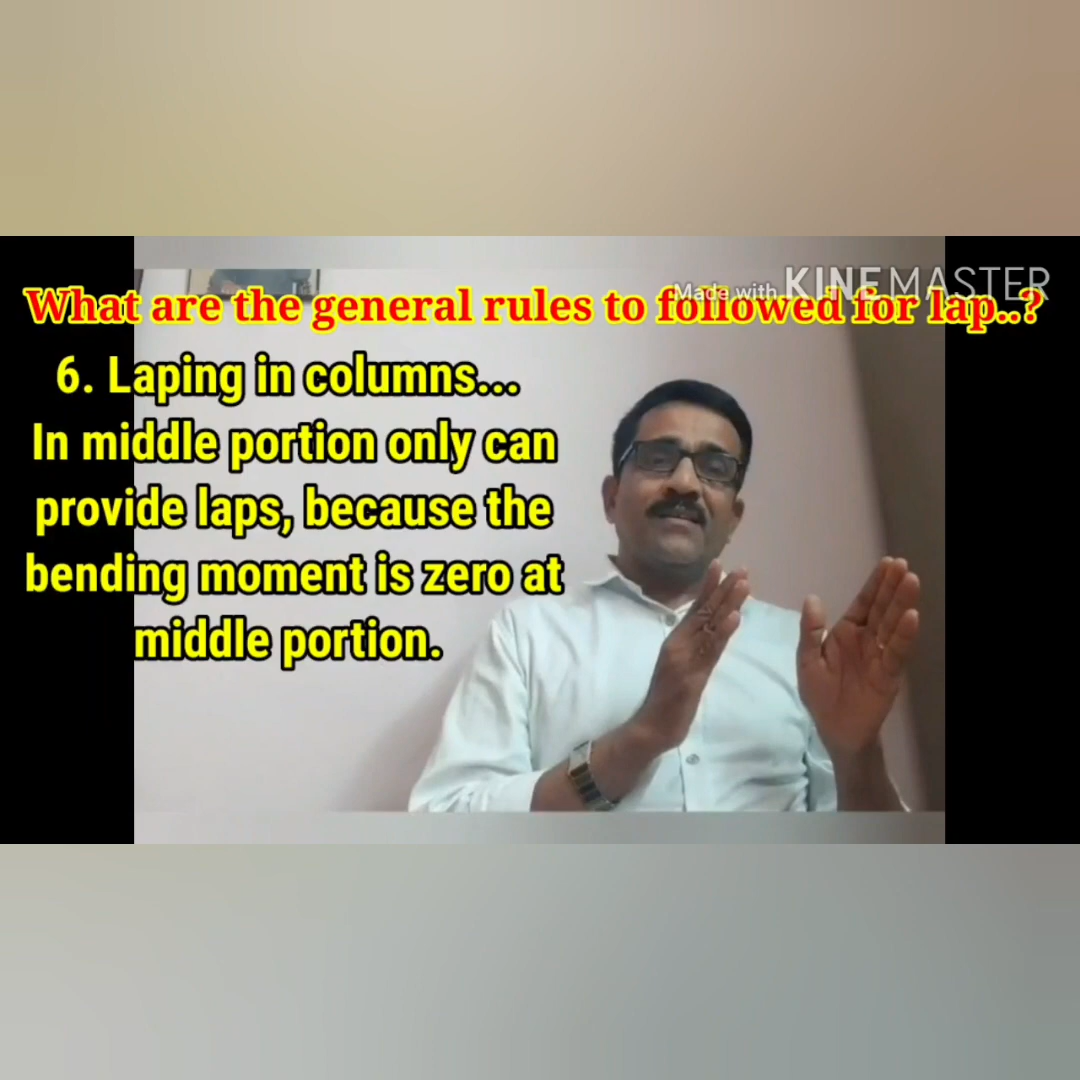 Made with KINEMASTER
What are the general rules to followed for lap..?
6. Laping in columns...
In middle portion only can
provide laps, because the
bending moment is zero at
middle portion.